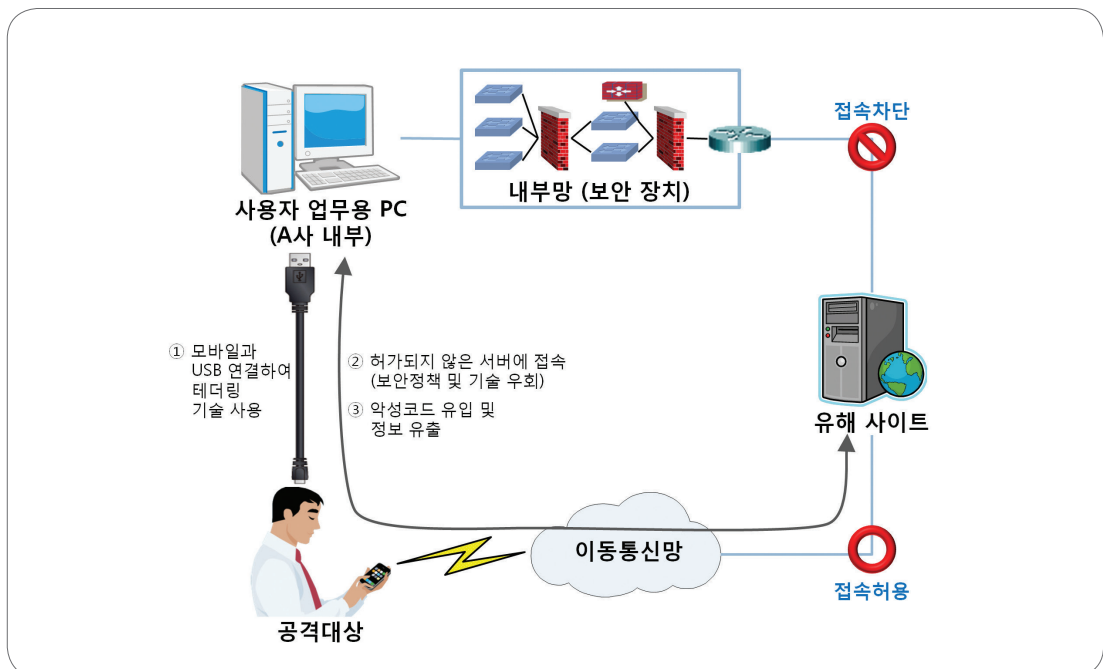 접속차단
내부망 (보안 장치)
사용자 업무용 PC
(A사 내부)
① 모바일과
USB 연결하여
테더링
기술 사용
② 허가되지 않은 서버에 접속
(보안정책 및 기술 우회)
③ 악성코드 유입 및
정보 유출
유해 사이트
이동통신망
접속허용
공격대상